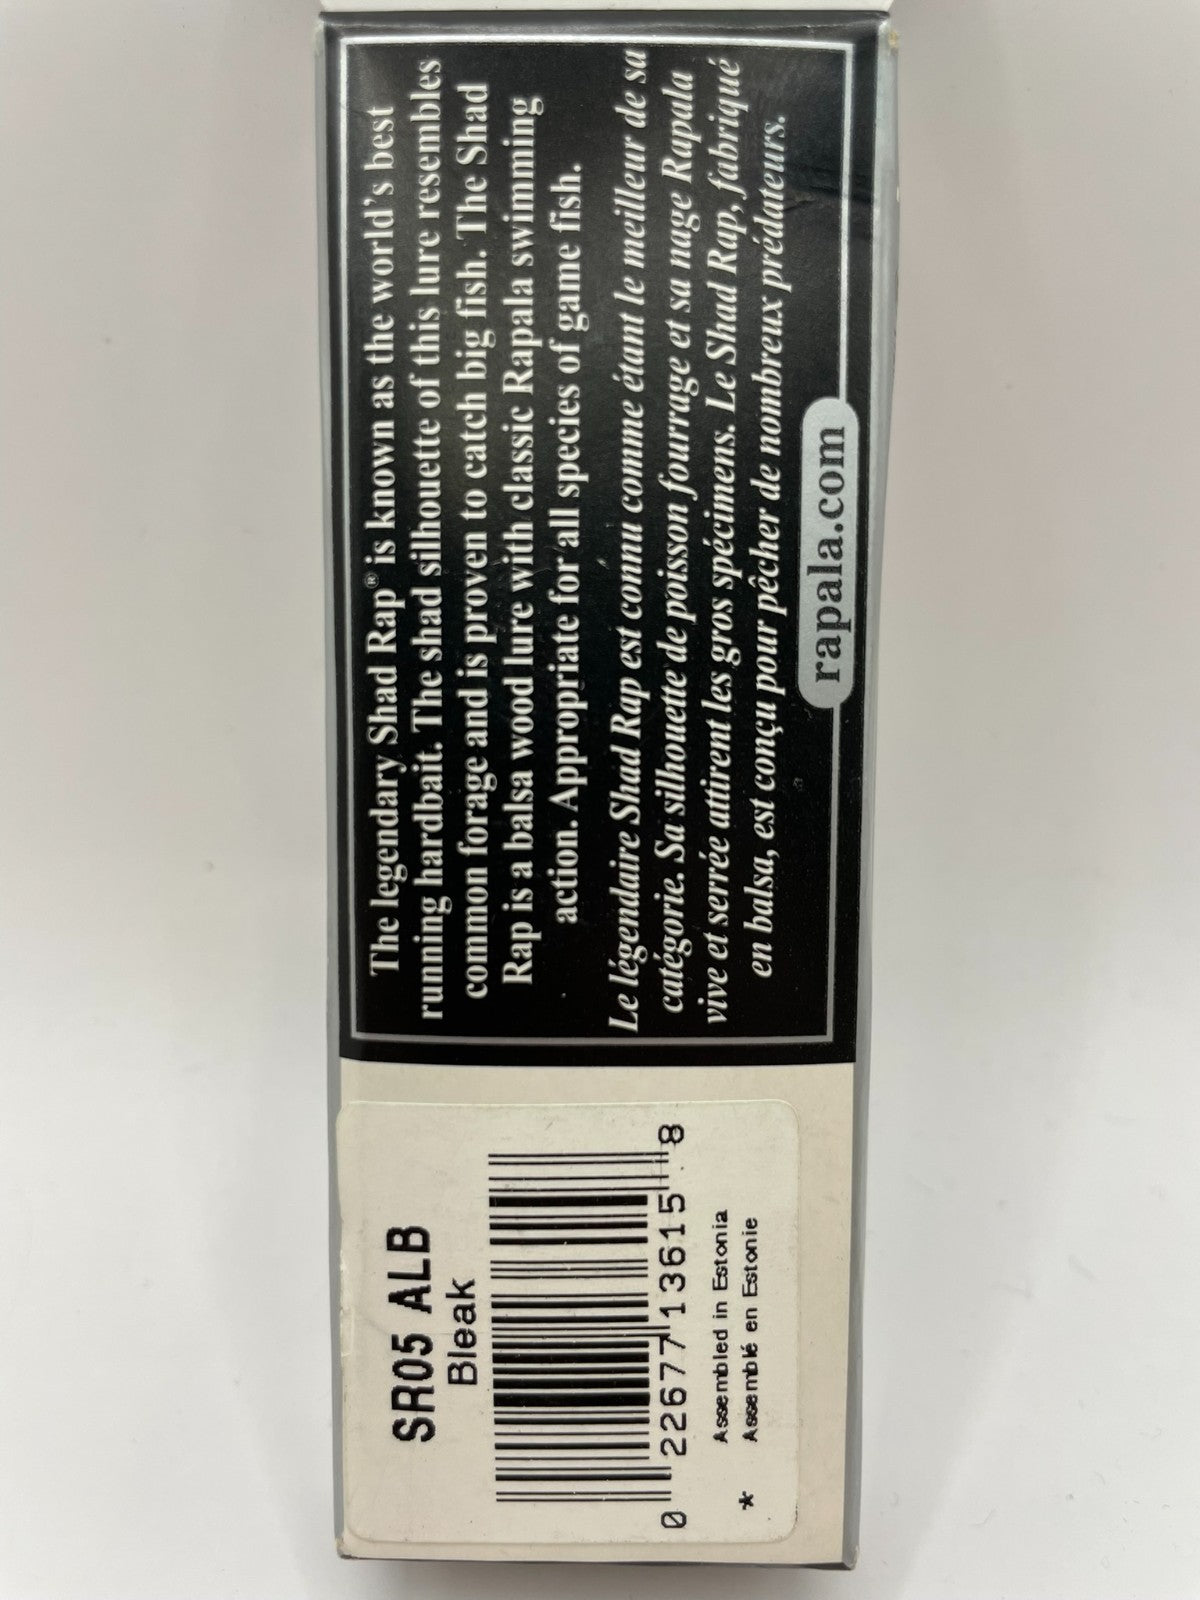 The legendary Shad Rap® is known as the world's best
running hardbait. The shad silhouette of this lure resembles
common forage and is proven to catch big fish. The Shad
Rap is a balsa wood lure with classic Rapala swimming
action. Appropriate for all species of game fish.
Le légendaire Shad Rap est connu comme étant le meilleur de sa
catégorie. Sa silhouette de poisson fourrage et sa nage Rapala
vive et serrée attirent les gros spécimens. Le Shad Rap, fabriqué
en balsa, est conçu pour pêcher de nombreux prédateurs.
rapala.com
SR05 ALB
Bleak
0 22677 13615 8
Assembled in Estonia
* Assemblé en Estonie